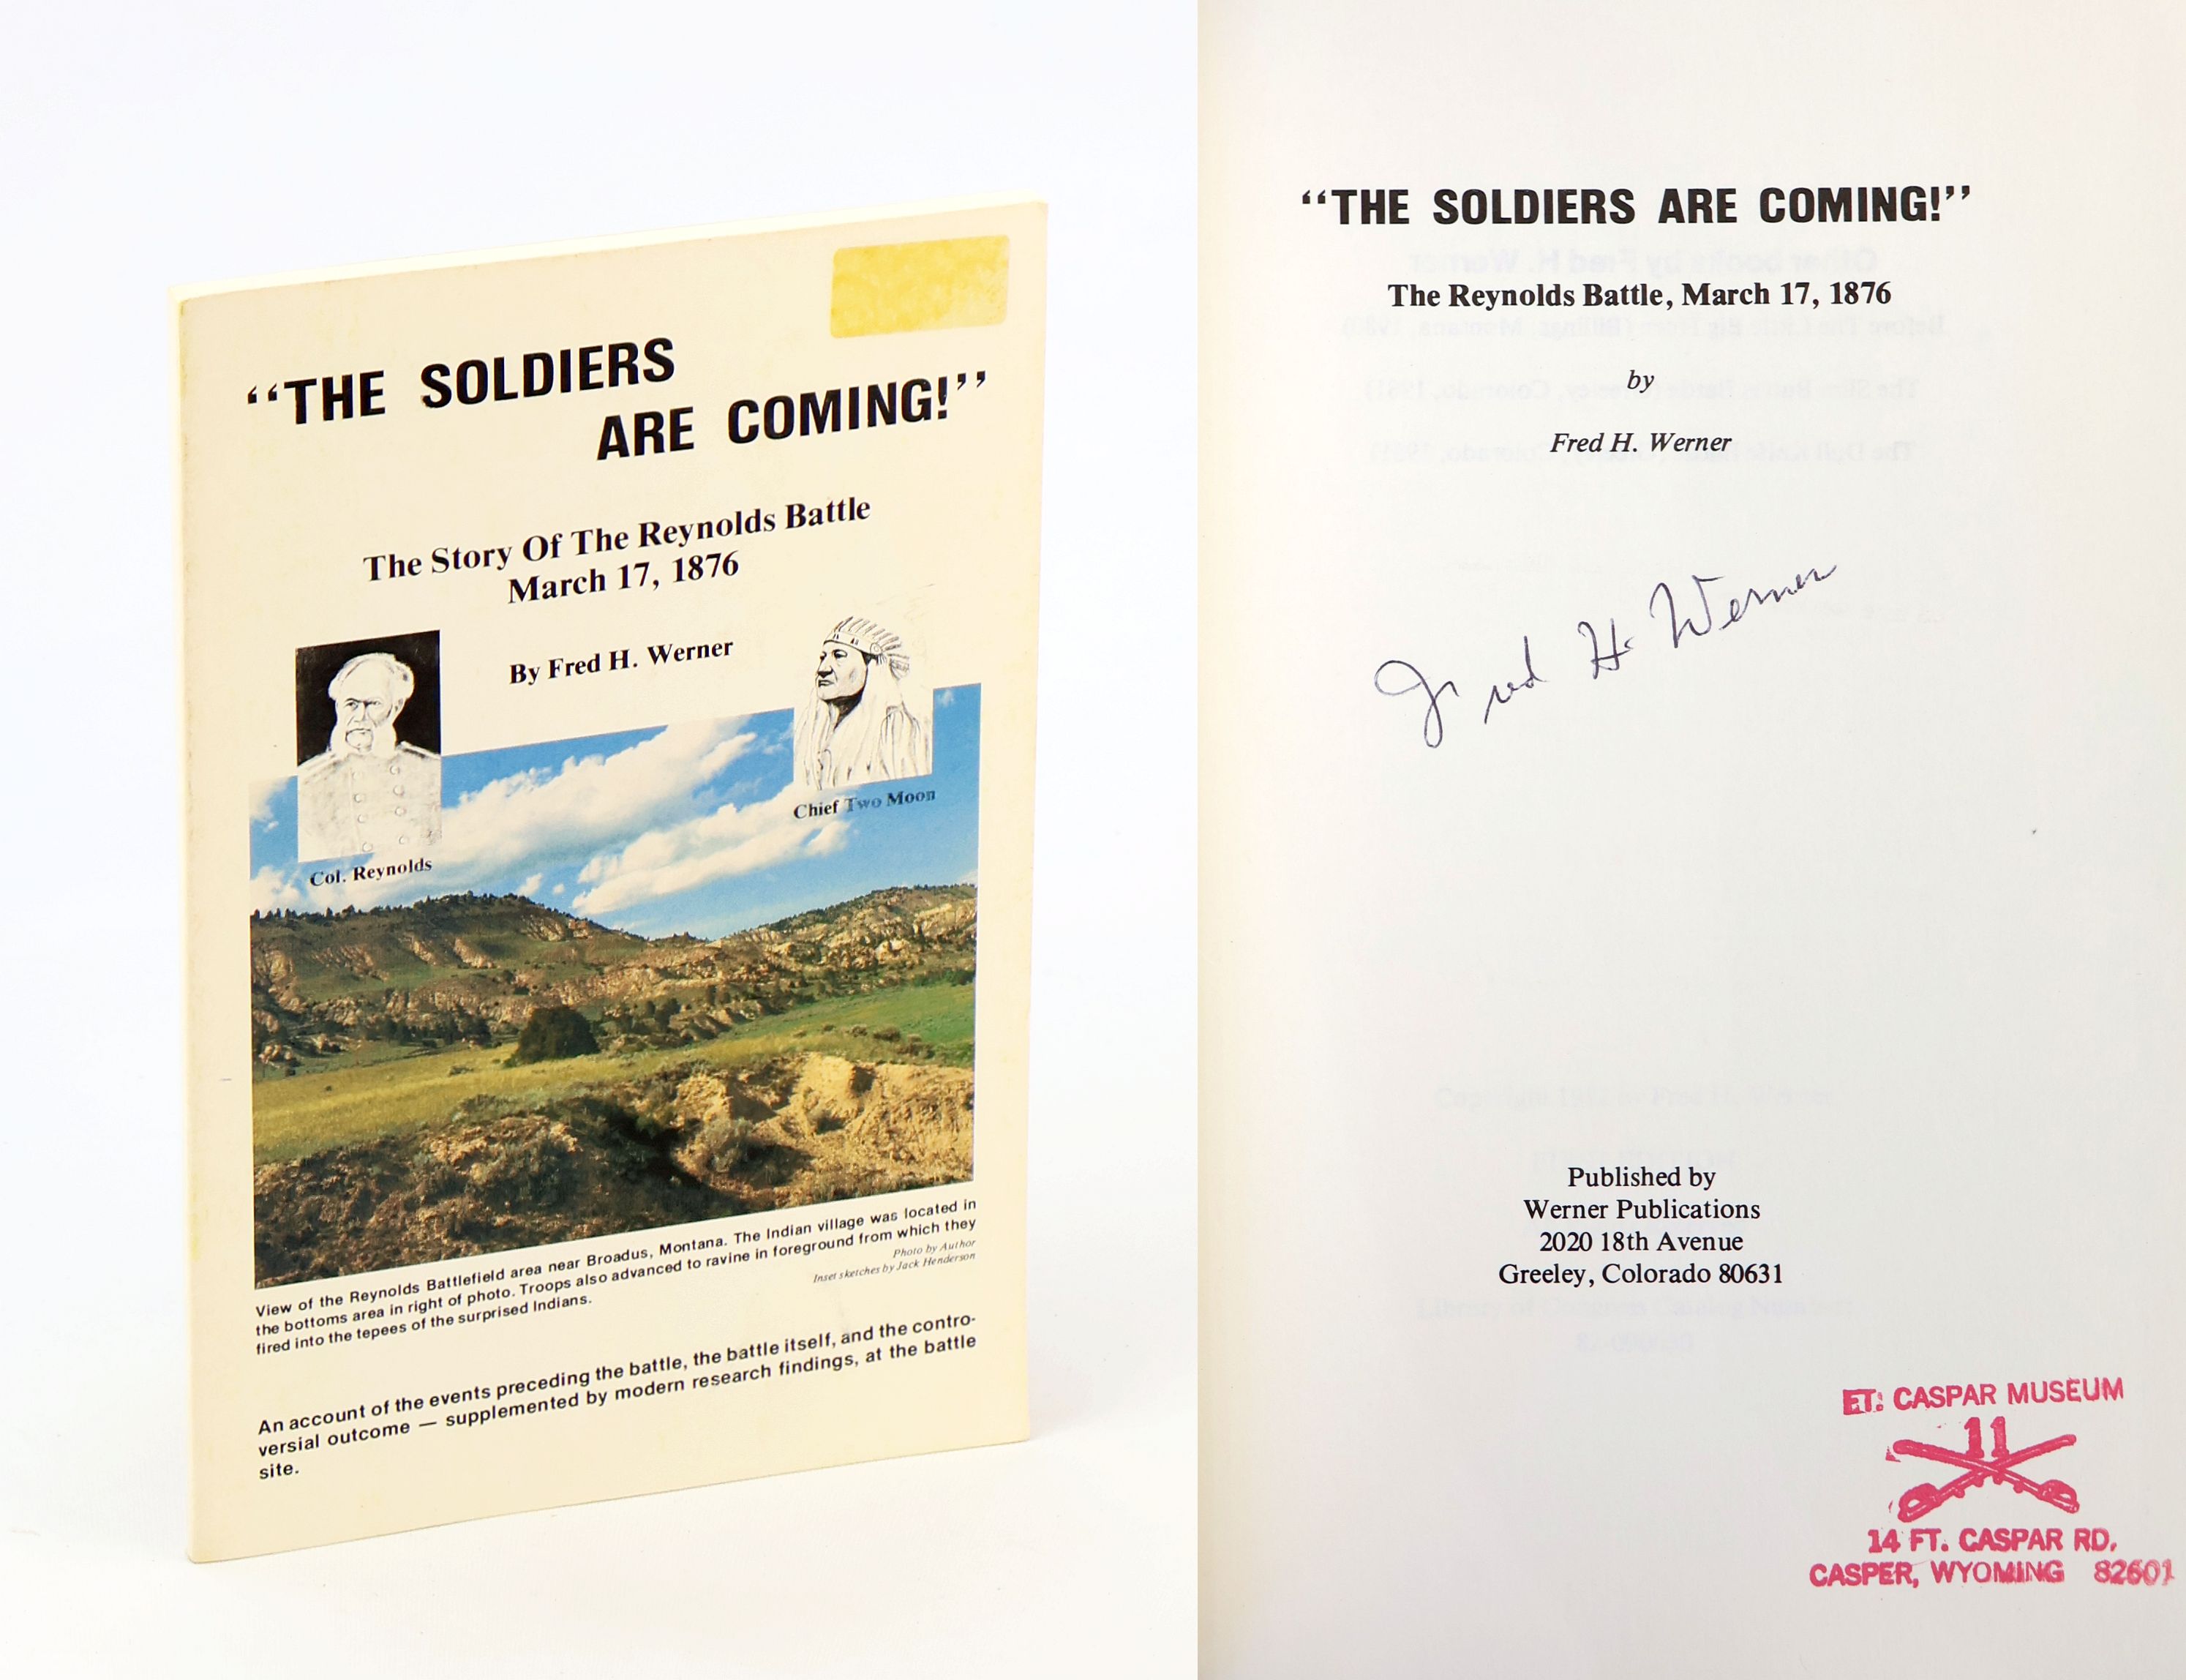 “THE SOLDIERS
ARE COMING!”
The Story Of The Reynolds Battle
March 17, 1876
By Fred H. Werner
Col. Reynolds
Chief Two Moon
View of the Reynolds Battlefield area near Broadus, Montana. The Indian village was located in
the bottoms area in right of photo. Troops also advanced to ravine in foreground from which they
fired into the tepees of the surprised Indians.
Photo by Author
Inset sketches by Jack Henderson
An account of the events preceding the battle, the battle itself, and the contro-
versial outcome — supplemented by modern research findings, at the battle
site.
“THE SOLDIERS ARE COMING!”
The Reynolds Battle, March 17, 1876
by
Fred H. Werner
Fred H. Werner
Published by
Werner Publications
2020 18th Avenue
Greeley, Colorado 80631
FT. CASPAR MUSEUM
11
14 FT. CASPAR RD.
CASPER, WYOMING 82601